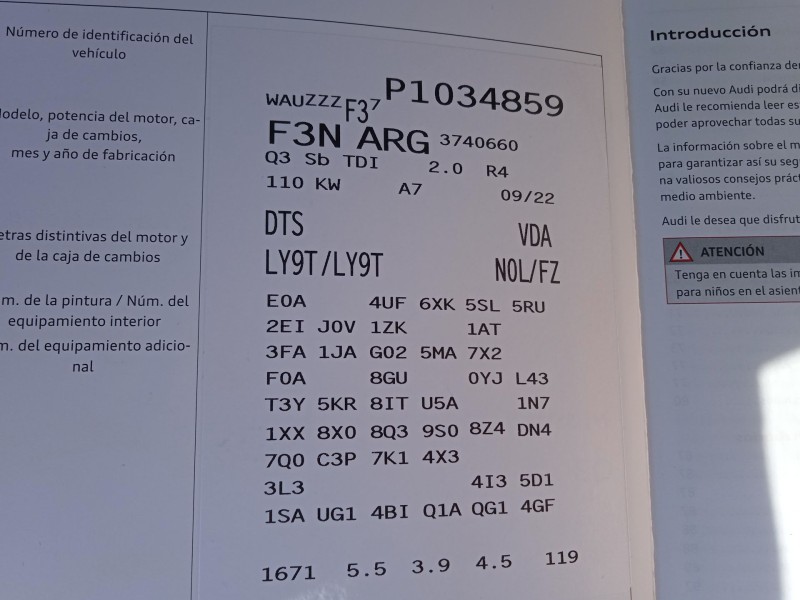 Número de identificación del
vehículo
Modelo, potencia del motor, ca-
ja de cambios,
mes y año de fabricación
etras distintivas del motor y
de la caja de cambios
m. de la pintura / Núm. del
equipamiento interior
m. del equipamiento adicio-
nal
WAUZZZ F37 P1034859
F3N ARG 3740660
Q3 Sb TDI 2.0 R4
110 KW A7 09/22
DTS VDA
LY9T/LY9T NOL/FZ
E0A 4UF 6XK 5SL 5RU
2EI J0V 1ZK 1AT
3FA 1JA G02 5MA 7X2
F0A 8GU 0YJ L43
T3Y 5KR 8IT U5A 1N7
1XX 8X0 8Q3 9S0 8Z4 DN4
7Q0 C3P 7K1 4X3
3L3 4I3 5D1
1SA UG1 4BI Q1A QG1 4GF
1671 5.5 3.9 4.5 119
Introducción
Gracias por la confianza de
Con su nuevo Audi podrá di
Audi le recomienda leer es
poder aprovechar todas su
La información sobre el m
para garantizar así su seg
na valiosos consejos práct
medio ambiente.
Audi le desea que disfrut
ATENCIÓN
Tenga en cuenta las in
para niños en el asient